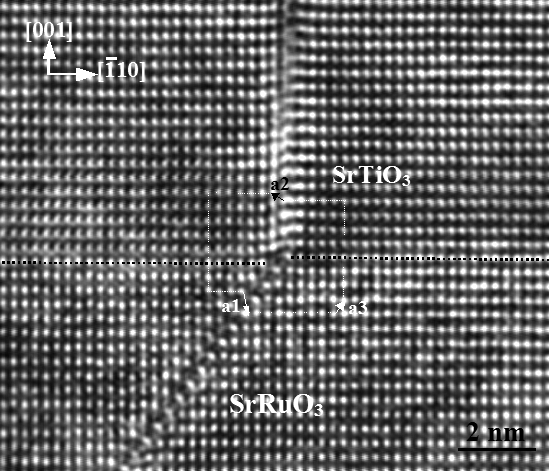 [001]
[1̄10]
a2
SrTiO₃
a1
a3
SrRuO₃
2 nm